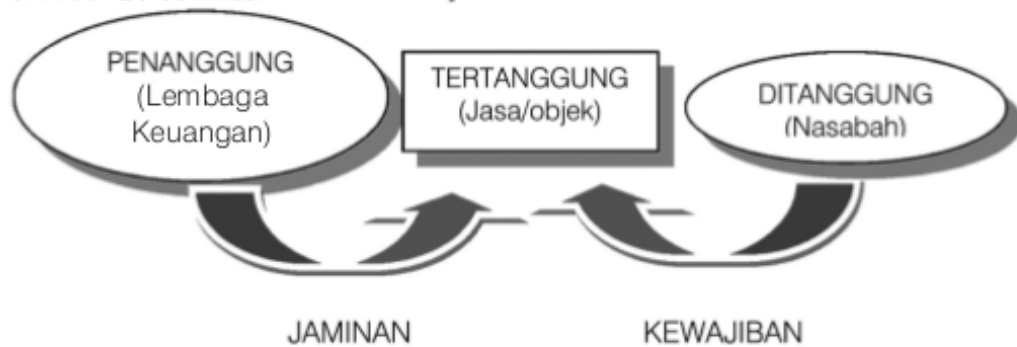 PENANGGUNG
(Lembaga
Keuangan)
TERTANGGUNG
(Jasa/objek)
DITANGGUNG
(Nasabah)
JAMINAN
KEWAJIBAN